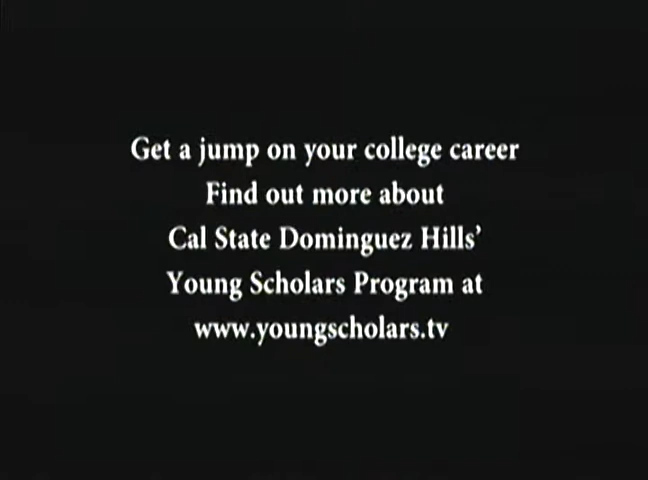 Get a jump on your college career
Find out more about
Cal State Dominguez Hills’
Young Scholars Program at
www.youngscholars.tv